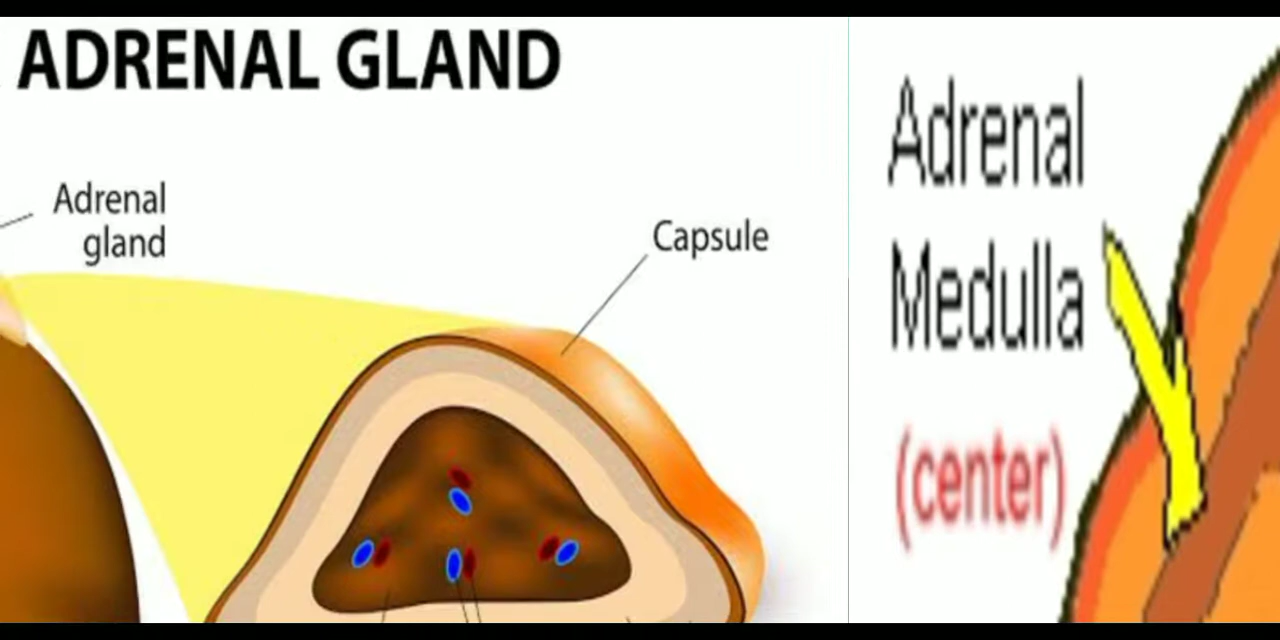 ADRENAL GLAND
Adrenal
gland
Capsule
Adrenal
Medulla
(center)